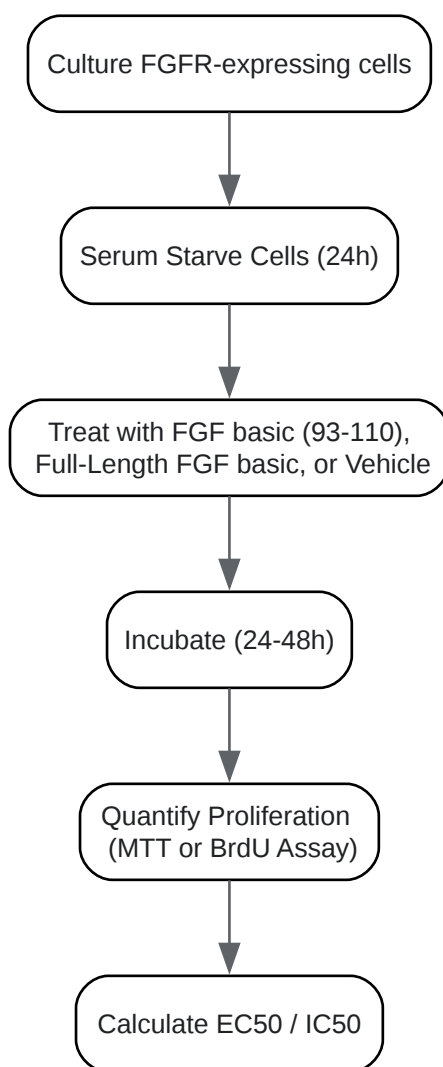 Culture FGFR-expressing cells
Serum Starve Cells (24h)
Treat with FGF basic (93-110),
Full-Length FGF basic, or Vehicle
Incubate (24-48h)
Quantify Proliferation
(MTT or BrdU Assay)
Calculate EC50 / IC50